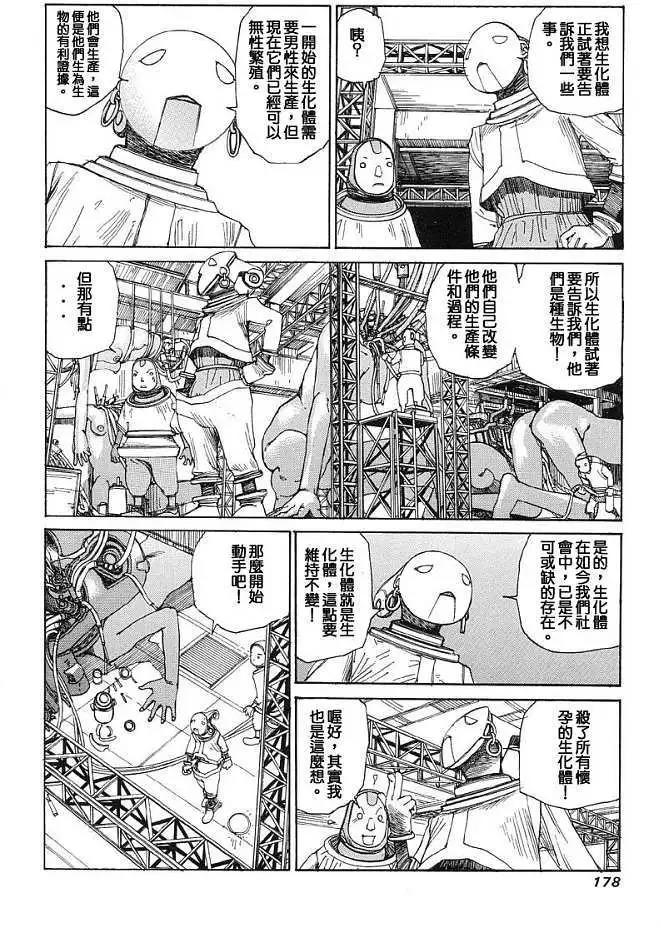 我想生化體
正試著要告
訴我們一些
事。
咦?
一開始的生化體需
要男性來生產，但
現在它們已經可以
無性繁殖。
他們會生產，這
便是他們生為生
物的有利證據。
所以生化體試著
要告訴我們，他
們是種生物!
他們自己改變
他們的生產條
件和過程。
但那有點
...
是的，生化體
在如今我們社
會中，已是不
可或缺的存在。
生化體就是生
化體，這點要
維持不變!
那麼開始
動手吧!
殺了所有懷
孕的生化體!
喔好，其實我
也是這麼想。
178